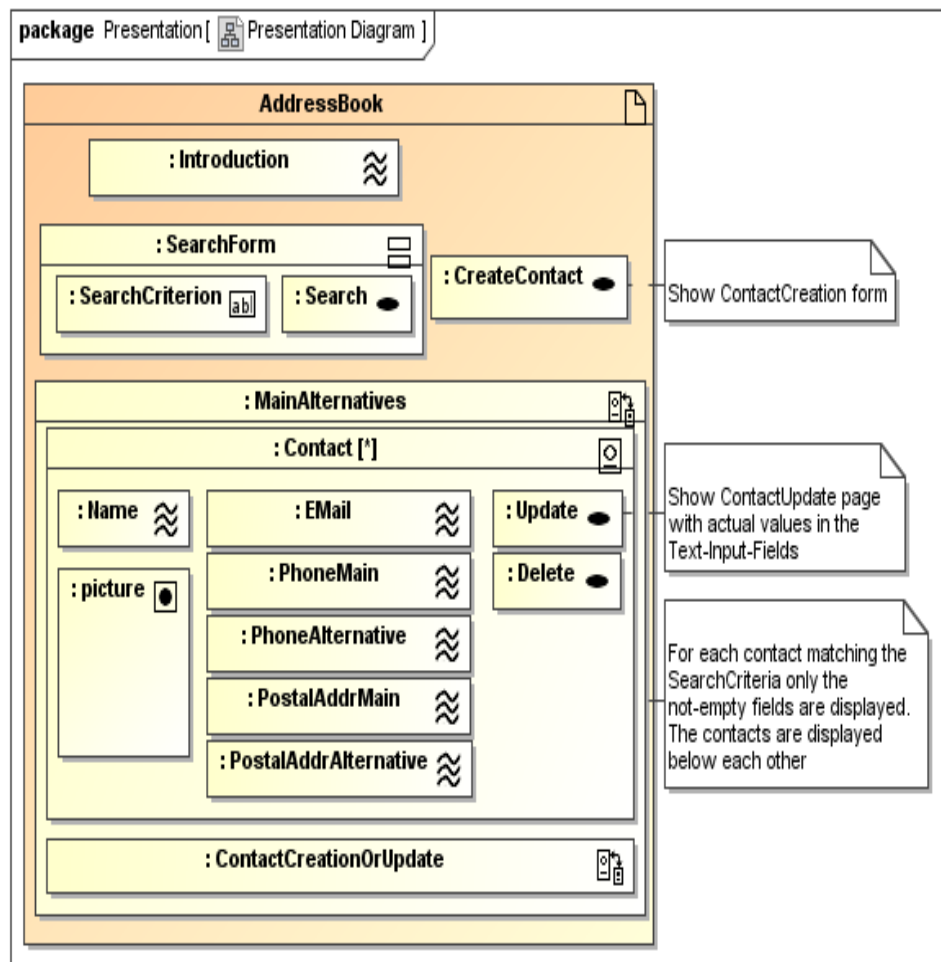 package Presentation [ Presentation Diagram ]
AddressBook
: Introduction
: SearchForm
: SearchCriterion
ab|
: Search
: CreateContact
Show ContactCreation form
: MainAlternatives
: Contact [*]
: Name
: EMail
: Update
Show ContactUpdate page
with actual values in the
Text-Input-Fields
: picture
: PhoneMain
: Delete
: PhoneAlternative
: PostalAddrMain
: PostalAddrAlternative
For each contact matching the
SearchCriteria only the
not-empty fields are displayed.
The contacts are displayed
below each other
: ContactCreationOrUpdate